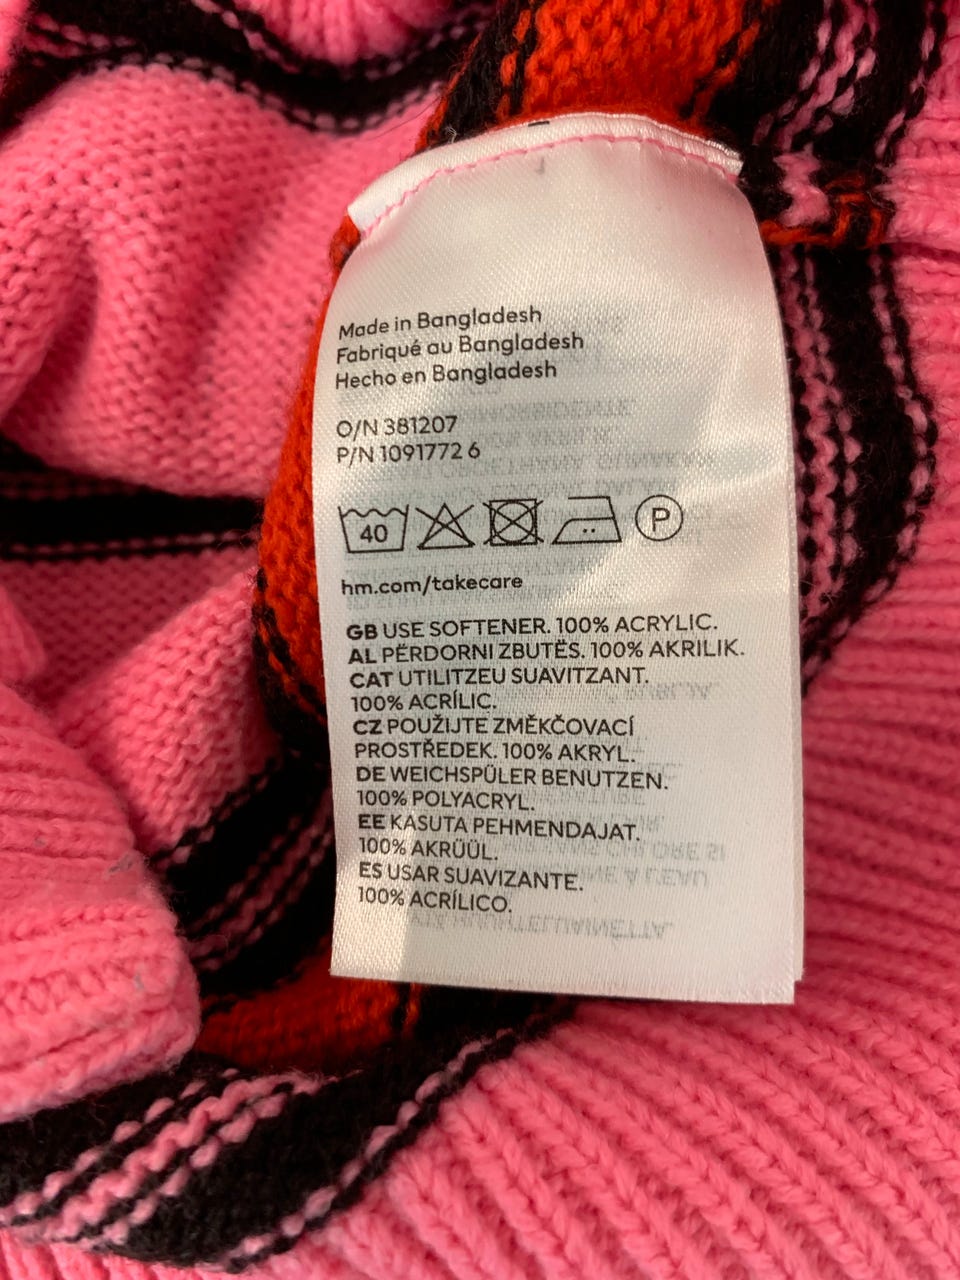 Made in Bangladesh
Fabriqué au Bangladesh
Hecho en Bangladesh
O/N 381207
P/N 1091772 6
40 P
hm.com/takecare
GB USE SOFTENER. 100% ACRYLIC.
AL PËRDORNI ZBUTËS. 100% AKRILIK.
CAT UTILITZEU SUAVITZANT.
100% ACRÍLIC.
CZ POUŽIJTE ZMĚKČOVACÍ
PROSTŘEDEK. 100% AKRYL.
DE WEICHSPÜLER BENUTZEN.
100% POLYACRYL.
EE KASUTA PEHMENDAJAT.
100% AKRÜÜL.
ES USAR SUAVIZANTE.
100% ACRÍLICO.